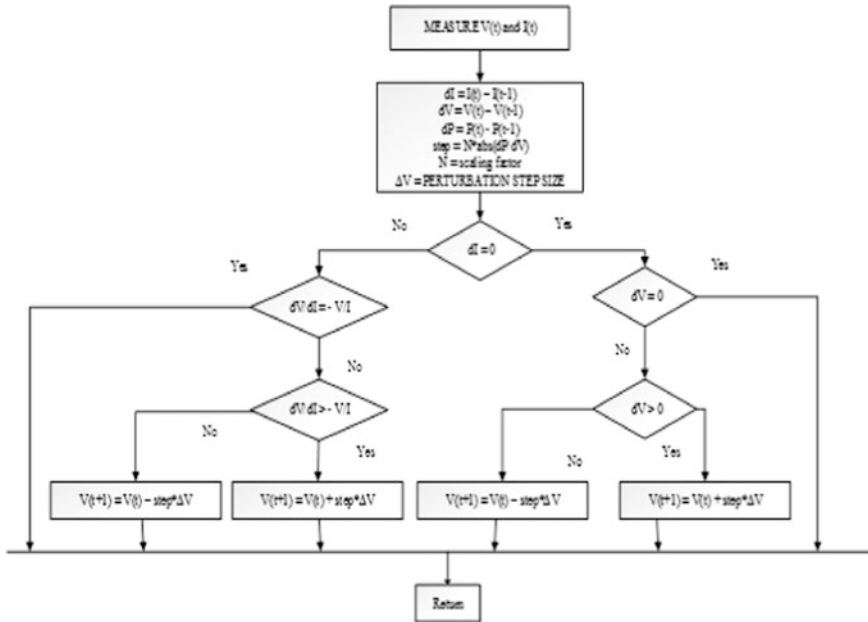 MEASURE V(t) and I(t)
dI = I(t) – I(t-1)
dV = V(t) – V(t-1)
dP = P(t) - P(t-1)
step = N*abs(dP/dV)
N = scaling factor
ΔV = PERTURBATION STEP SIZE
No
Yes
dI = 0
Yes
Yes
dV/dI = - V/I
dV = 0
No
No
dV/dI > - V/I
dV > 0
No
Yes
No
Yes
V(t+1) = V(t) – step*ΔV
V(t+1) = V(t) + step*ΔV
V(t+1) = V(t) – step*ΔV
V(t+1) = V(t) + step*ΔV
Return